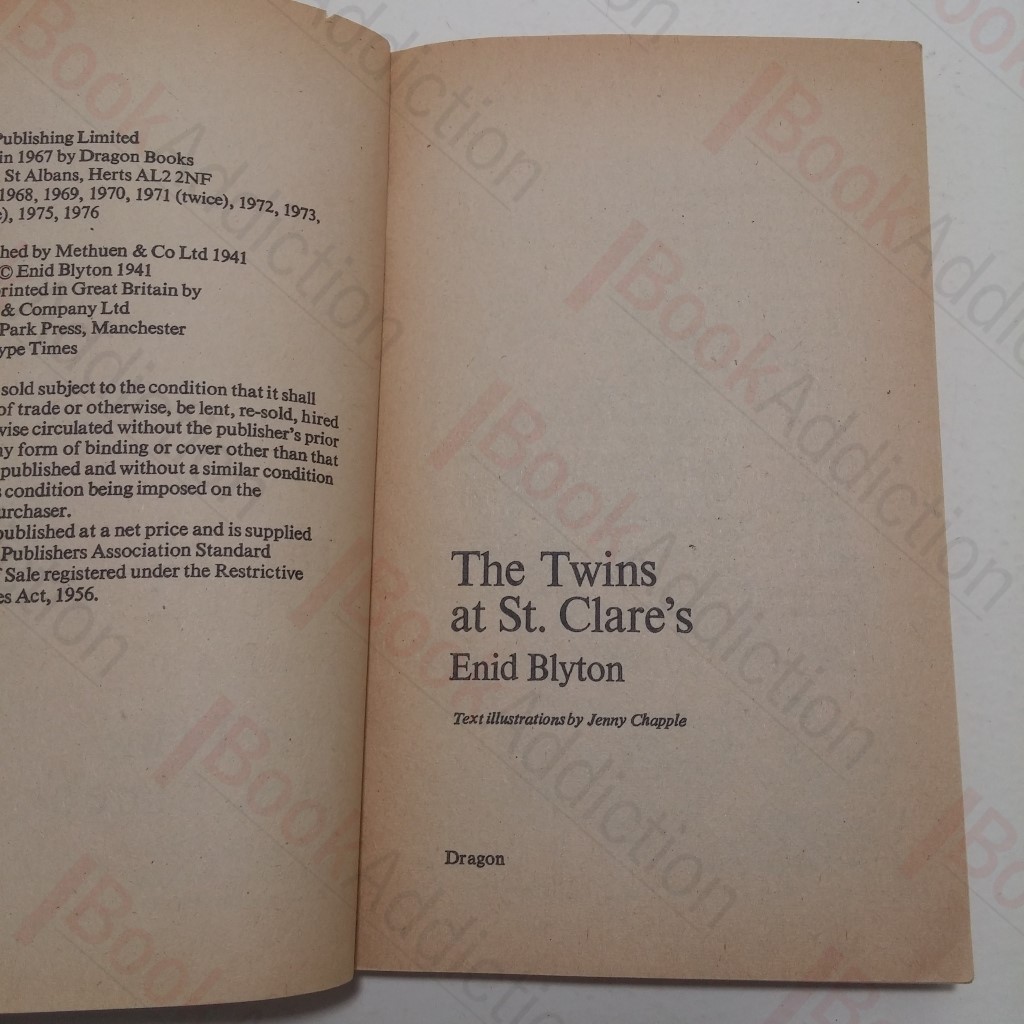 Publishing Limited
in 1967 by Dragon Books
St Albans, Herts AL2 2NF
1968, 1969, 1970, 1971 (twice), 1972, 1973,
), 1975, 1976
hed by Methuen & Co Ltd 1941
© Enid Blyton 1941
rinted in Great Britain by
& Company Ltd
Park Press, Manchester
ype Times
sold subject to the condition that it shall
of trade or otherwise, be lent, re-sold, hired
wise circulated without the publisher's prior
ny form of binding or cover other than that
published and without a similar condition
s condition being imposed on the
urchaser.
published at a net price and is supplied
Publishers Association Standard
f Sale registered under the Restrictive
es Act, 1956.
The Twins
at St. Clare's
Enid Blyton
Text illustrations by Jenny Chapple
Dragon
BookAddiction